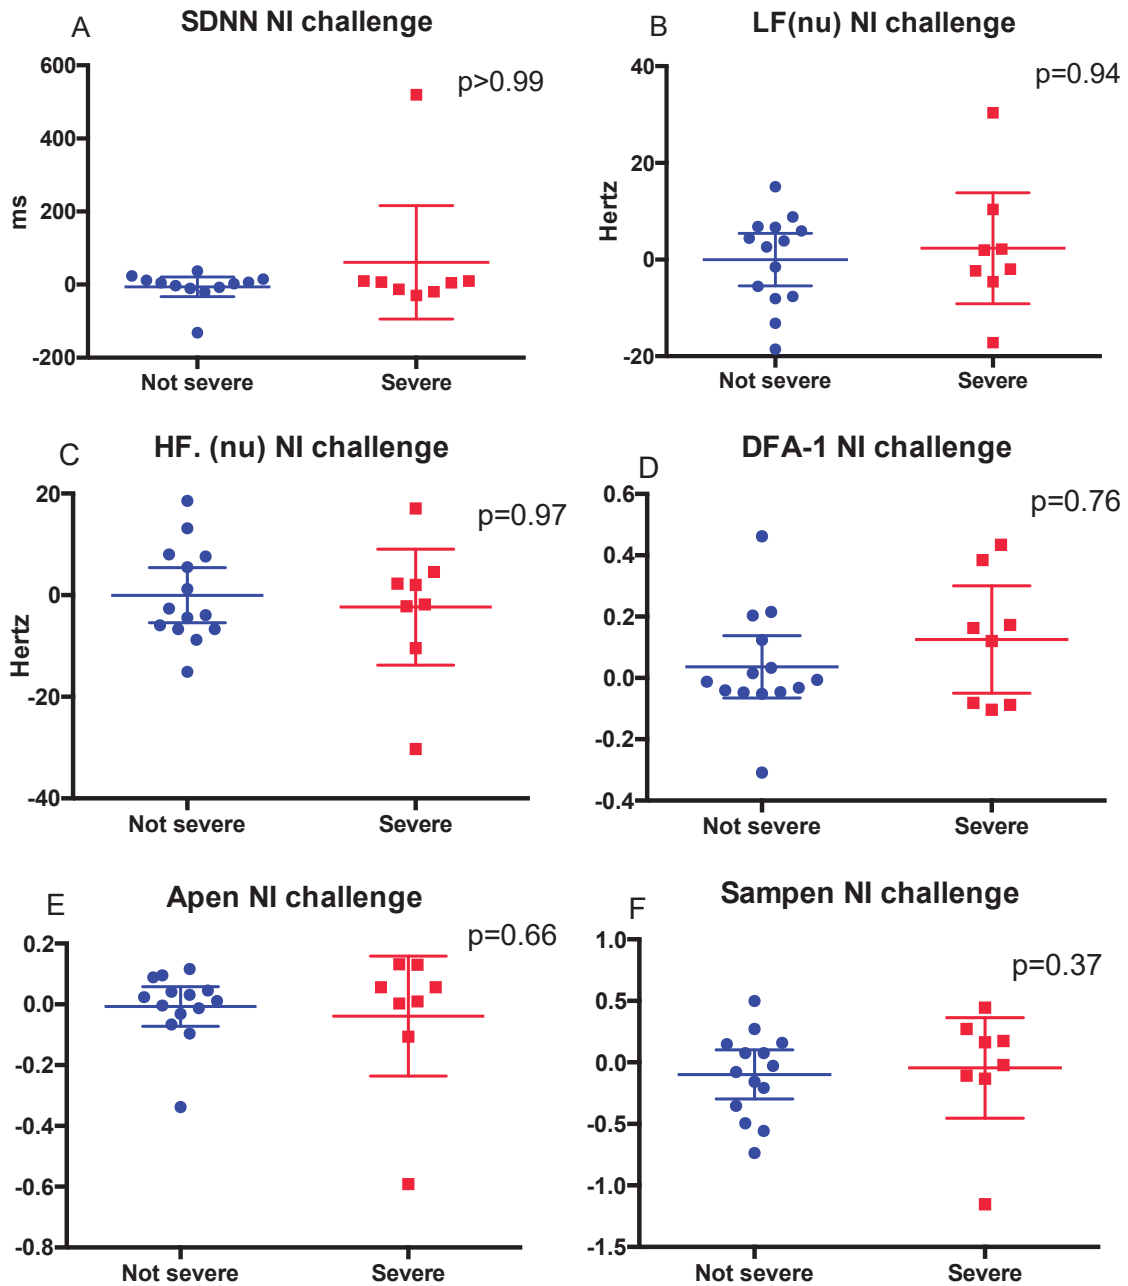 A
SDNN NI challenge
p>0.99
600
400
200
0
-200
ms
Not severe
Severe
B
LF(nu) NI challenge
p=0.94
40
20
0
-20
Hertz
Not severe
Severe
C
HF. (nu) NI challenge
p=0.97
20
0
-20
-40
Hertz
Not severe
Severe
D
DFA-1 NI challenge
p=0.76
0.6
0.4
0.2
0.0
-0.2
-0.4
Not severe
Severe
E
Apen NI challenge
p=0.66
0.2
0.0
-0.2
-0.4
-0.6
-0.8
Not severe
Severe
F
Sampen NI challenge
p=0.37
1.0
0.5
0.0
-0.5
-1.0
-1.5
Not severe
Severe